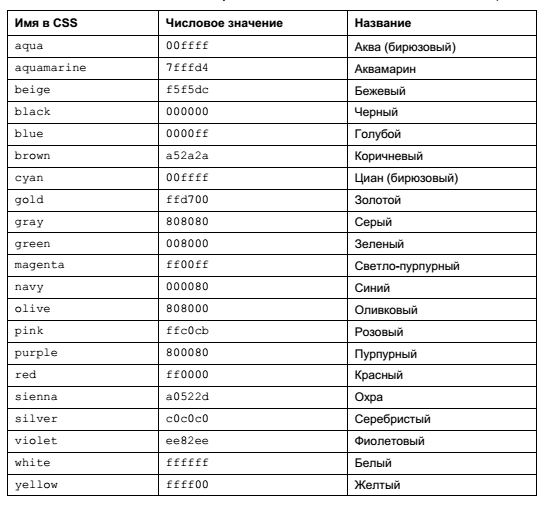 Имя в CSS Числовое значение Название
aqua 00ffff Аква (бирюзовый)
aquamarine 7fffd4 Аквамарин
beige f5f5dc Бежевый
black 000000 Черный
blue 0000ff Голубой
brown a52a2a Коричневый
cyan 00ffff Циан (бирюзовый)
gold ffd700 Золотой
gray 808080 Серый
green 008000 Зеленый
magenta ff00ff Светло-пурпурный
navy 000080 Синий
olive 808000 Оливковый
pink ffc0cb Розовый
purple 800080 Пурпурный
red ff0000 Красный
sienna a0522d Охра
silver c0c0c0 Серебристый
violet ee82ee Фиолетовый
white ffffff Белый
yellow ffff00 Желтый